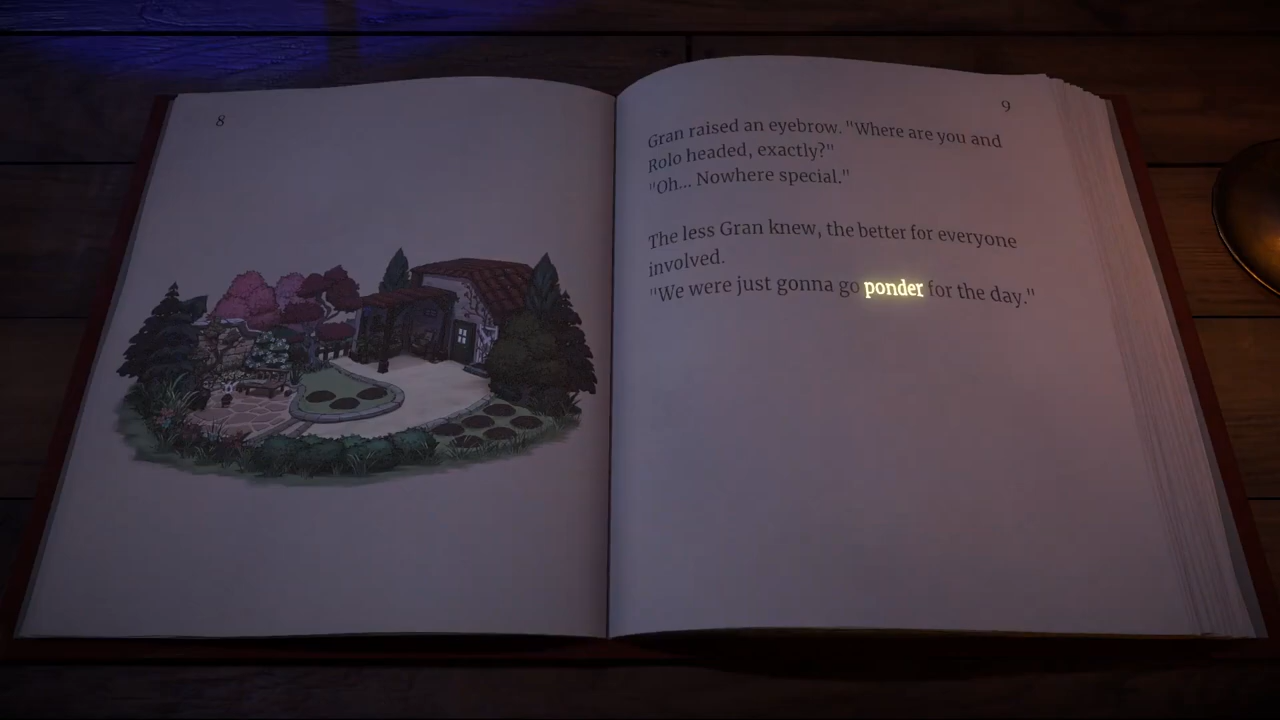 8
9
Gran raised an eyebrow. "Where are you and
Rolo headed, exactly?"
"Oh... Nowhere special."
The less Gran knew, the better for everyone
involved.
"We were just gonna go ponder for the day."